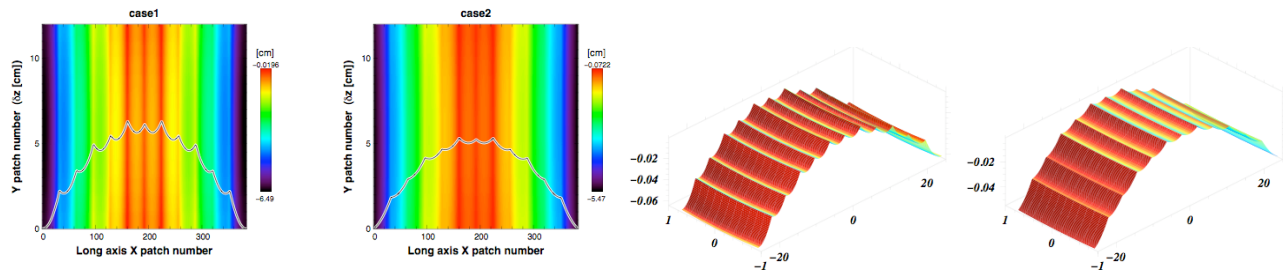 case1
[cm]
−0.0196
−6.49
10
5
0
Y patch number (δz [cm])
0 100 200 300
Long axis X patch number
case2
[cm]
−0.0722
−5.47
10
5
0
Y patch number (δz [cm])
0 100 200 300
Long axis X patch number
−0.02
−0.04
−0.06
1
0
−1
−20
0
20
−0.02
−0.04
1
0
−1
−20
0
20